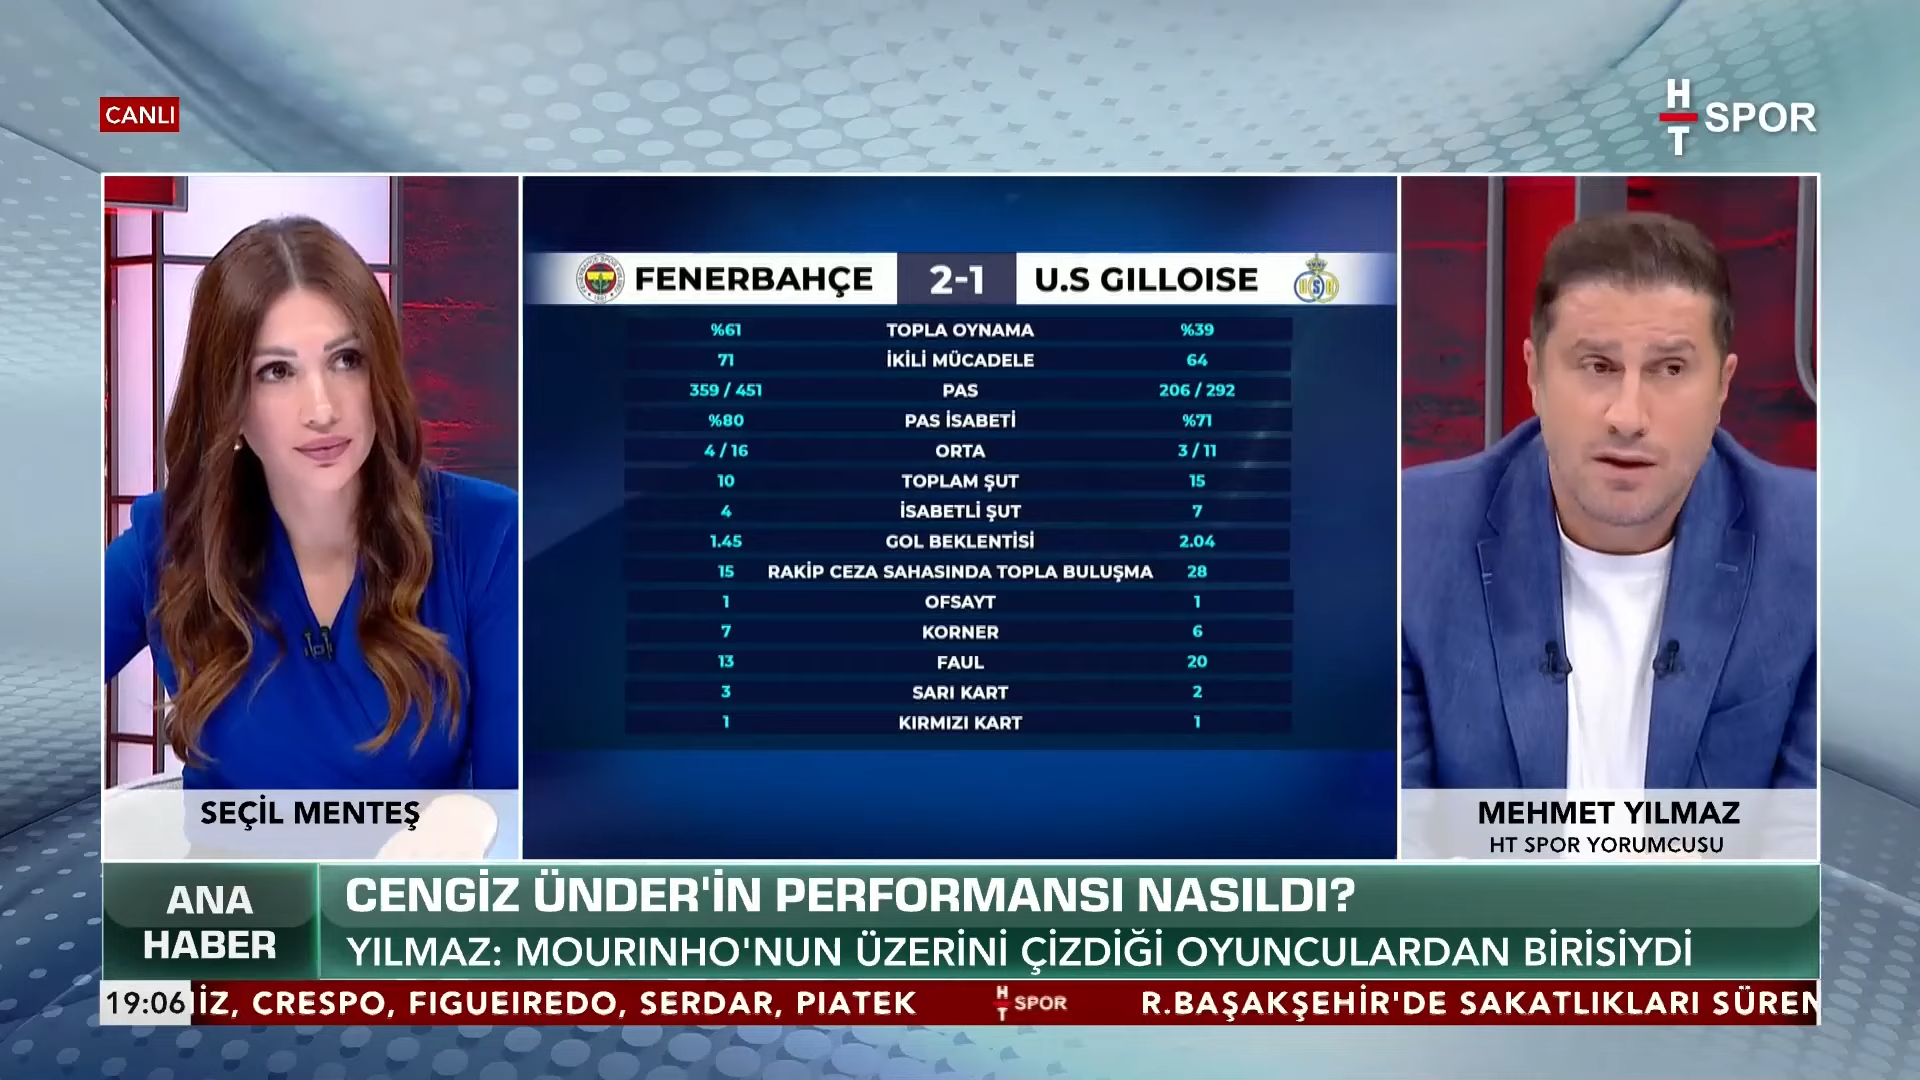 CANLI
HT SPOR
FENERBAHÇE 2-1 U.S GILLOISE
%61 TOPLA OYNAMA %39
71 İKİLİ MÜCADELE 64
359 / 451 PAS 206 / 292
%80 PAS İSABETİ %71
4 / 16 ORTA 3 / 11
10 TOPLAM ŞUT 15
4 İSABETLİ ŞUT 7
1.45 GOL BEKLENTİSİ 2.04
15 RAKİP CEZA SAHASINDA TOPLA BULUŞMA 28
1 OFSAYT 1
7 KORNER 6
13 FAUL 20
3 SARI KART 2
1 KIRMIZI KART 1
SEÇİL MENTEŞ
MEHMET YILMAZ
HT SPOR YORUMCUSU
ANA HABER
CENGİZ ÜNDER'İN PERFORMANSI NASILDI?
YILMAZ: MOURINHO'NUN ÜZERİNİ ÇİZDİĞİ OYUNCULARDAN BİRİSİYDİ
19:06 İZ, CRESPO, FIGUEIREDO, SERDAR, PIATEK HT SPOR R.BAŞAKŞEHİR'DE SAKATLIKLARI SÜREN